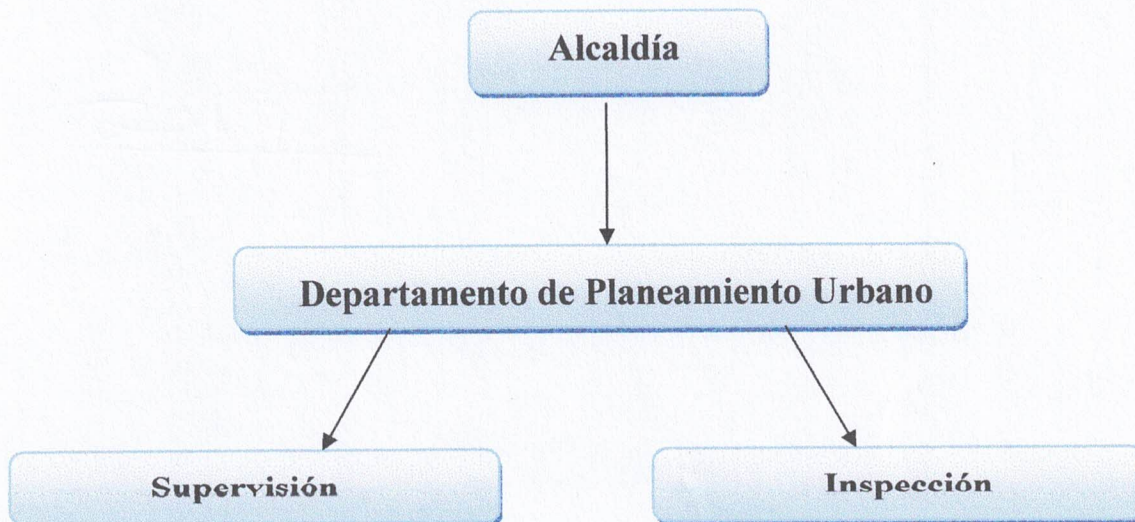 Alcaldía
Departamento de Planeamiento Urbano
Supervisión
Inspección